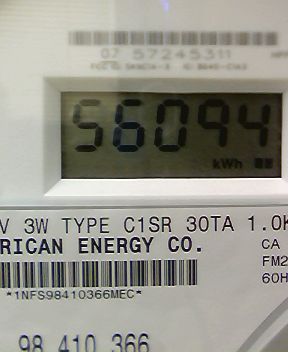 07 57245311
56094
kWh
V 3W TYPE C1SR 30TA 1.0K
RICAN ENERGY CO.
CA
FM2
60H
*1NFS98410366MEC*
98 410 366